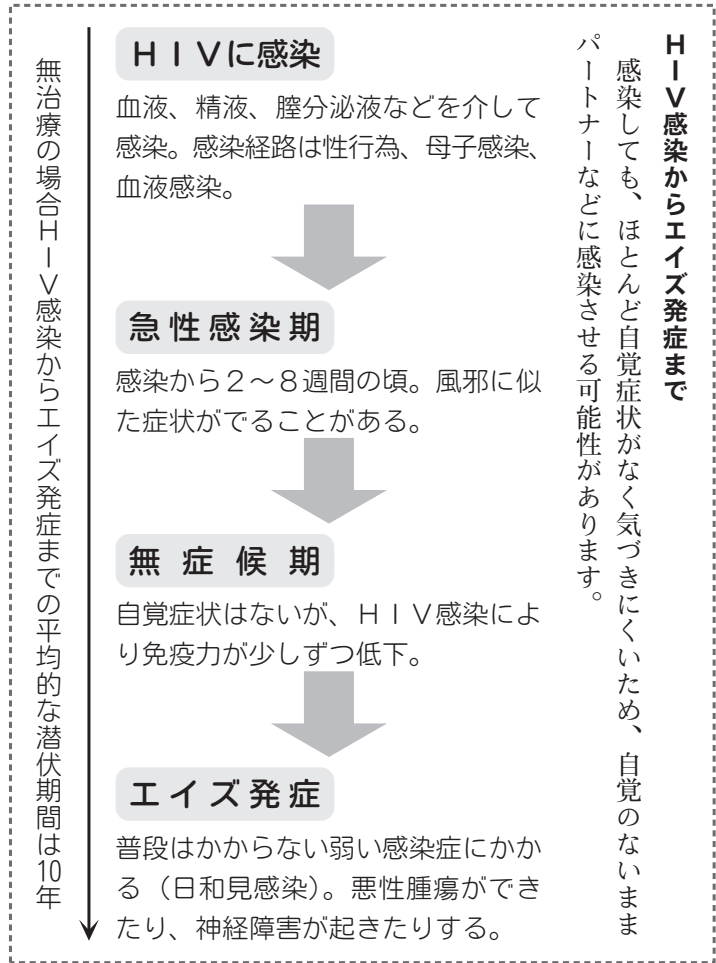 HIV感染からエイズ発症まで
感染しても、ほとんど自覚症状がなく気づきにくいため、自覚のないまま
パートナーなどに感染させる可能性があります。
HIVに感染
血液、精液、膣分泌液などを介して
感染。感染経路は性行為、母子感染、
血液感染。
急性感染期
感染から2〜8週間の頃。風邪に似
た症状がでることがある。
無症候期
自覚症状はないが、HIV感染によ
り免疫力が少しずつ低下。
エイズ発症
普段はかからない弱い感染症にかか
る（日和見感染）。悪性腫瘍ができ
たり、神経障害が起きたりする。
無治療の場合HIV感染からエイズ発症までの平均的な潜伏期間は10年